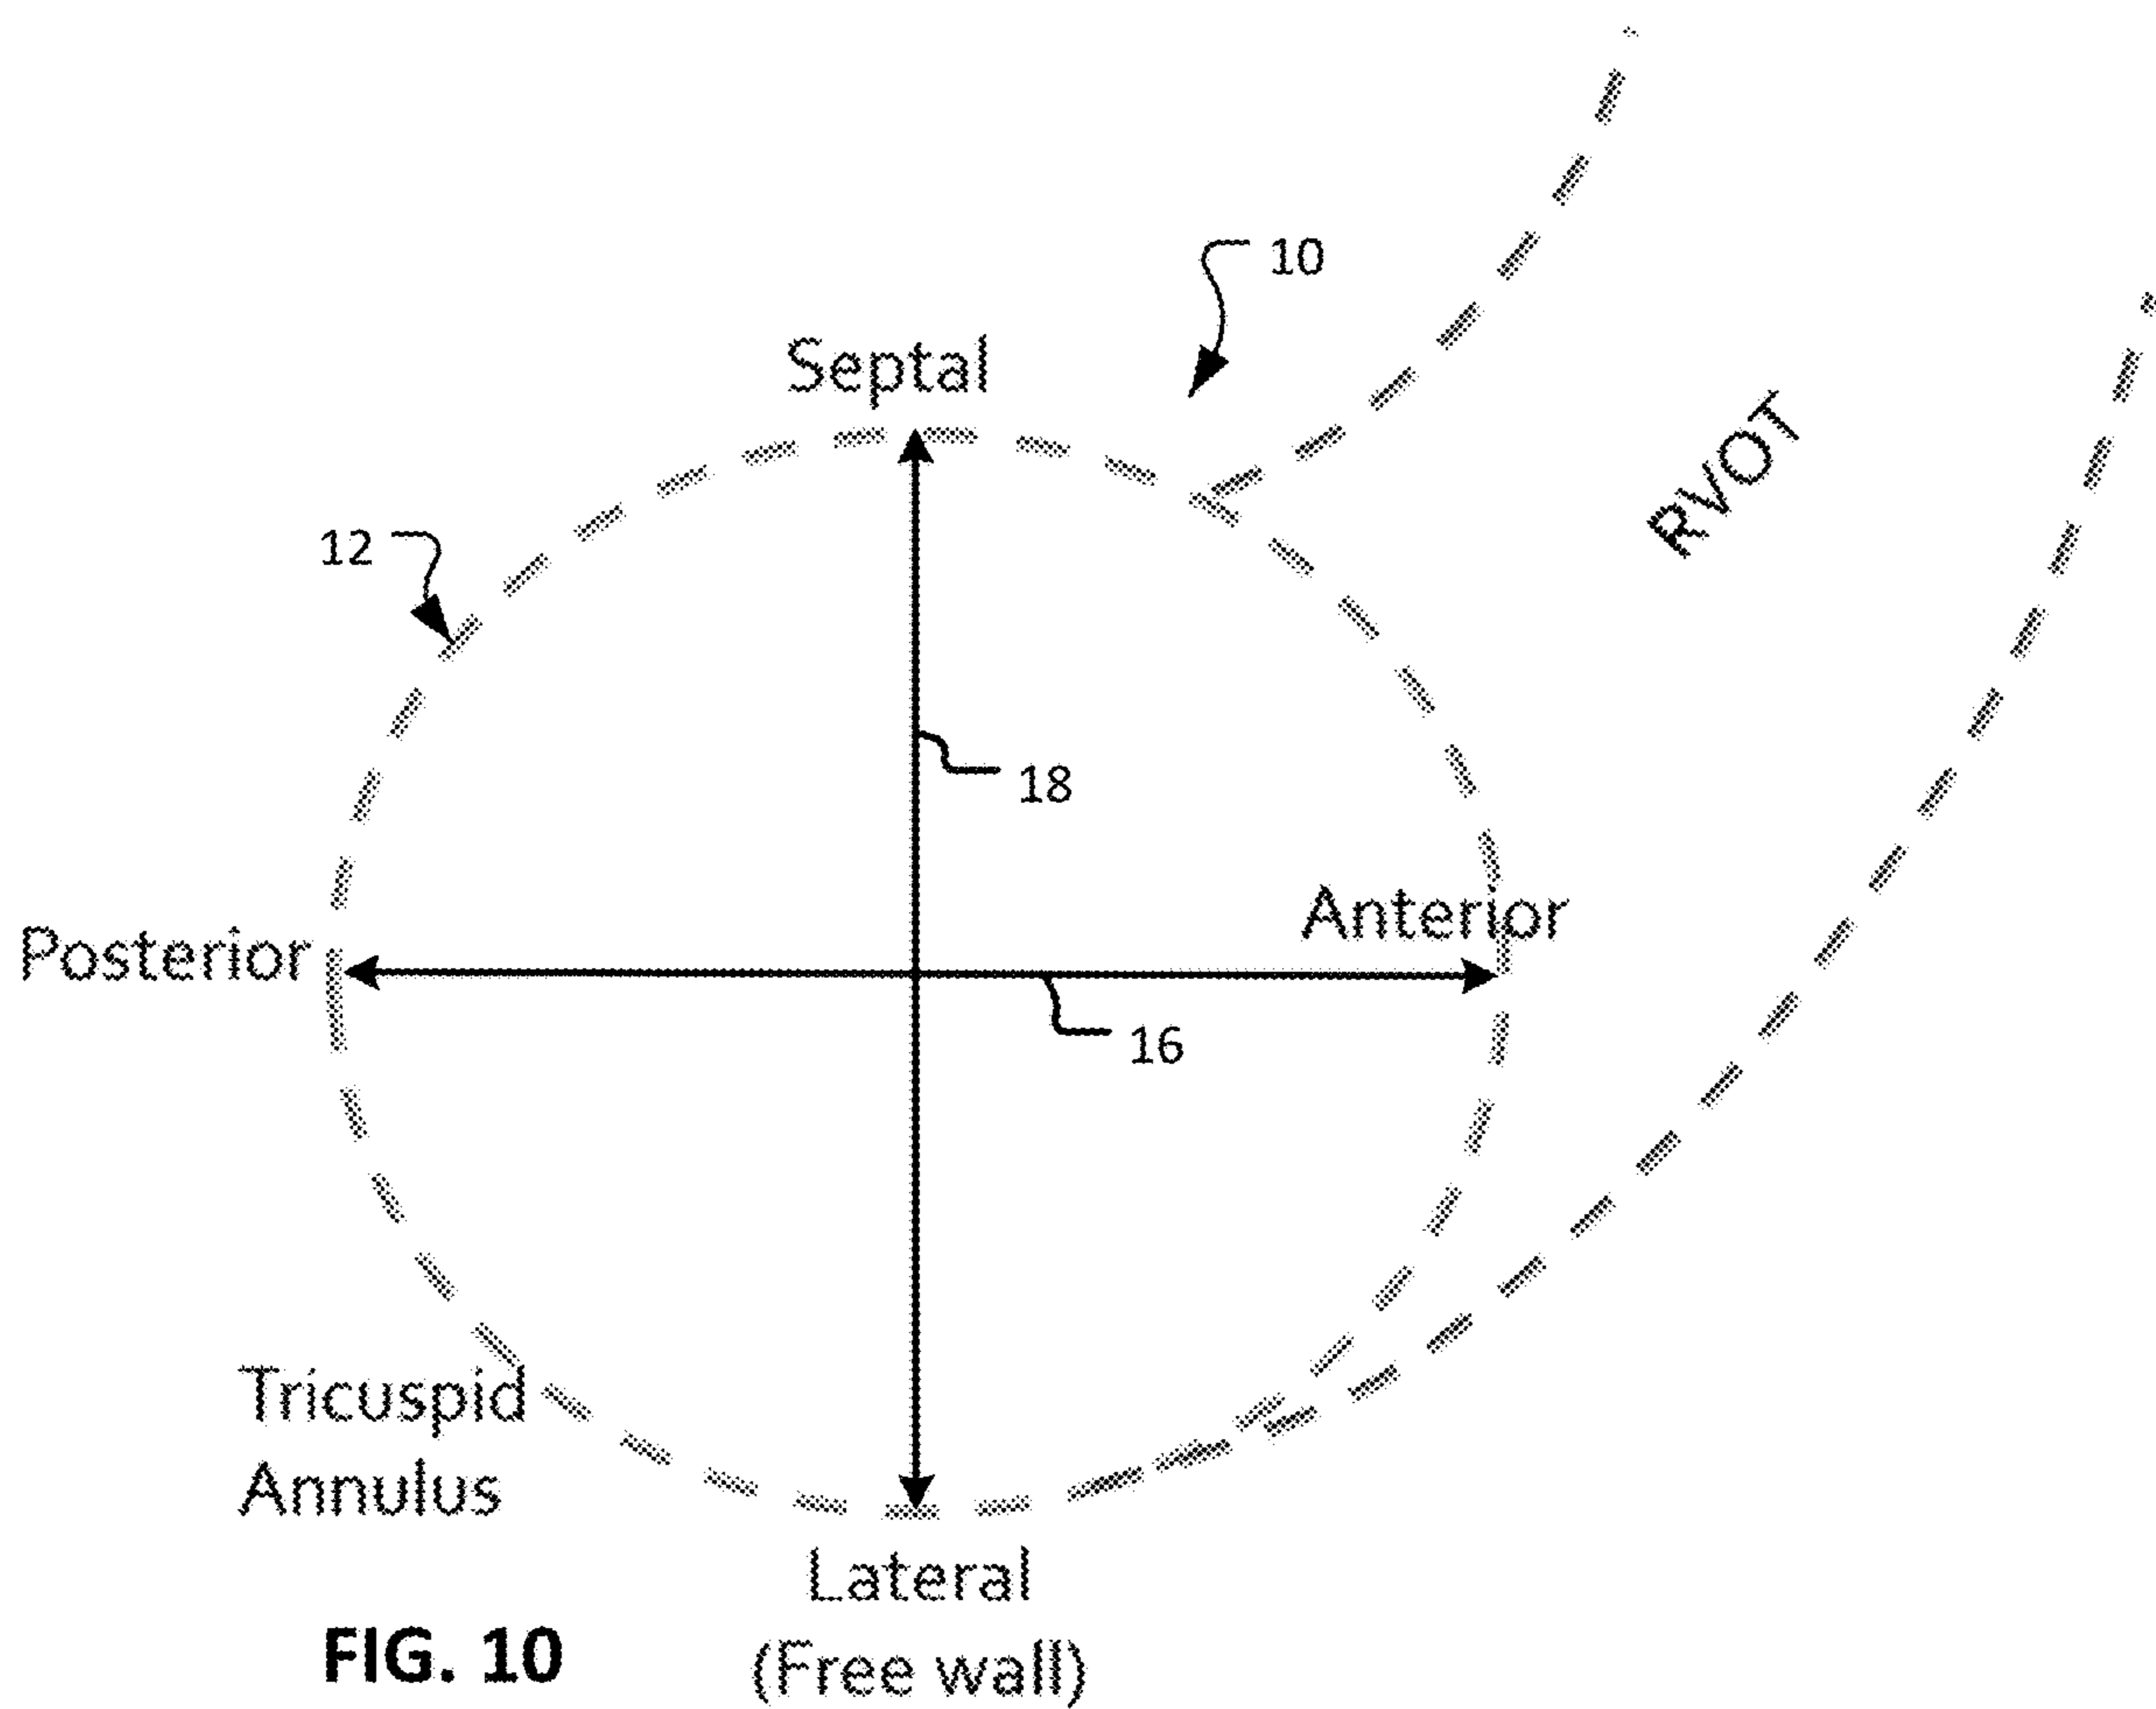 10
Septal
RVOT
12
18
Anterior
Posterior
16
Tricuspid
Annulus
Lateral
(Free wall)
FIG. 10